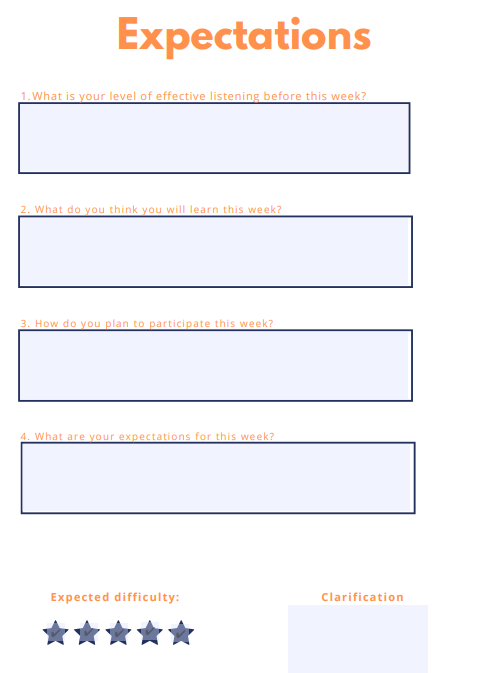 Expectations
1.What is your level of effective listening before this week?
2. What do you think you will learn this week?
3. How do you plan to participate this week?
4. What are your expectations for this week?
Expected difficulty:
Clarification